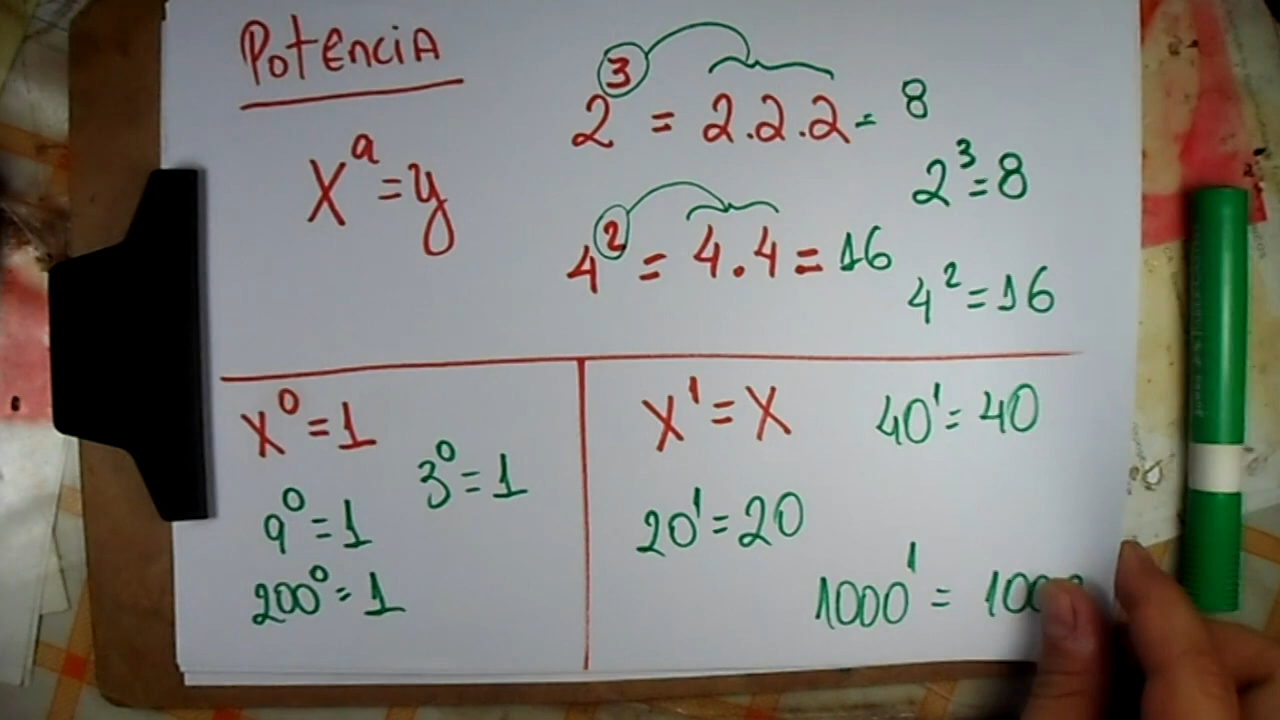 Potencia
x^a = y
2^3 = 2.2.2 = 8
2^3 = 8
4^2 = 4.4 = 16
4^2 = 16
x^0 = 1
3^0 = 1
9^0 = 1
200^0 = 1
x^1 = x
40^1 = 40
20^1 = 20
1000^1 =